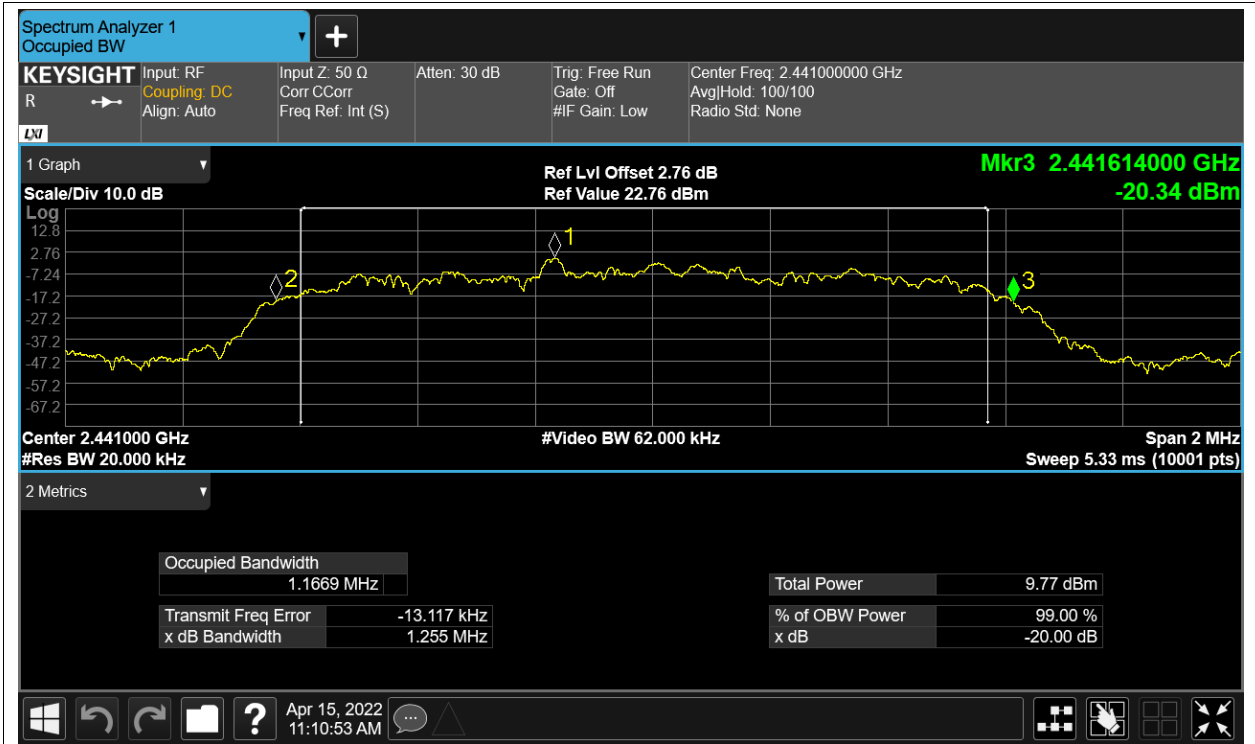 Spectrum Analyzer 1
Occupied BW
KEYSIGHT
R
LXI
Input: RF
Coupling: DC
Align: Auto
Input Z: 50 Ω
Corr CCorr
Freq Ref: Int (S)
Atten: 30 dB
Trig: Free Run
Gate: Off
#IF Gain: Low
Center Freq: 2.441000000 GHz
Avg|Hold: 100/100
Radio Std: None
1 Graph
Scale/Div 10.0 dB
Ref Lvl Offset 2.76 dB
Ref Value 22.76 dBm
Mkr3 2.441614000 GHz
-20.34 dBm
Log
12.8
2.76
-7.24
-17.2
-27.2
-37.2
-47.2
-57.2
-67.2
1
2
3
Center 2.441000 GHz
#Res BW 20.000 kHz
#Video BW 62.000 kHz
Span 2 MHz
Sweep 5.33 ms (10001 pts)
2 Metrics
Occupied Bandwidth
1.1669 MHz
Transmit Freq Error -13.117 kHz
x dB Bandwidth 1.255 MHz
Total Power 9.77 dBm
% of OBW Power 99.00 %
x dB -20.00 dB
?
Apr 15, 2022
11:10:53 AM